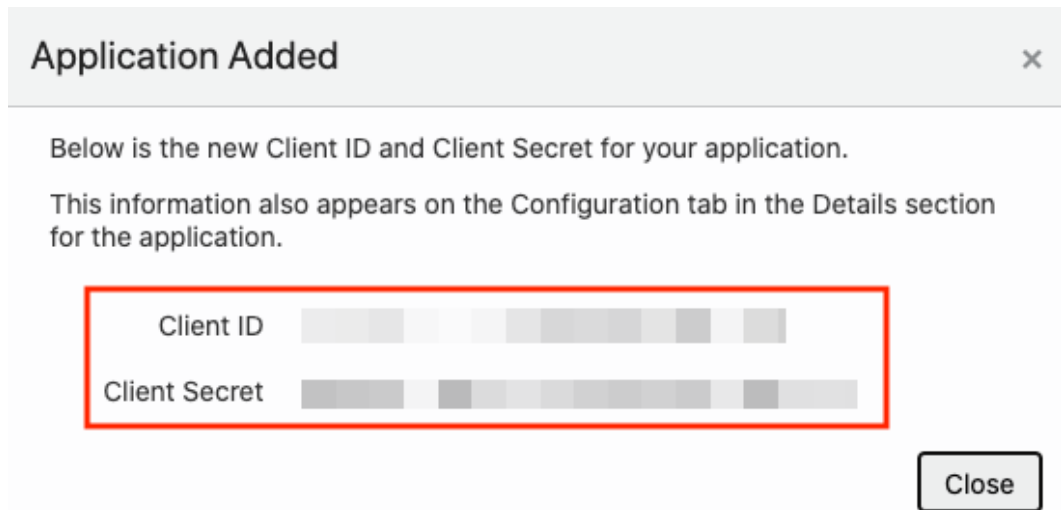 Application Added ×
Below is the new Client ID and Client Secret for your application.
This information also appears on the Configuration tab in the Details section
for the application.
Client ID
Client Secret
Close